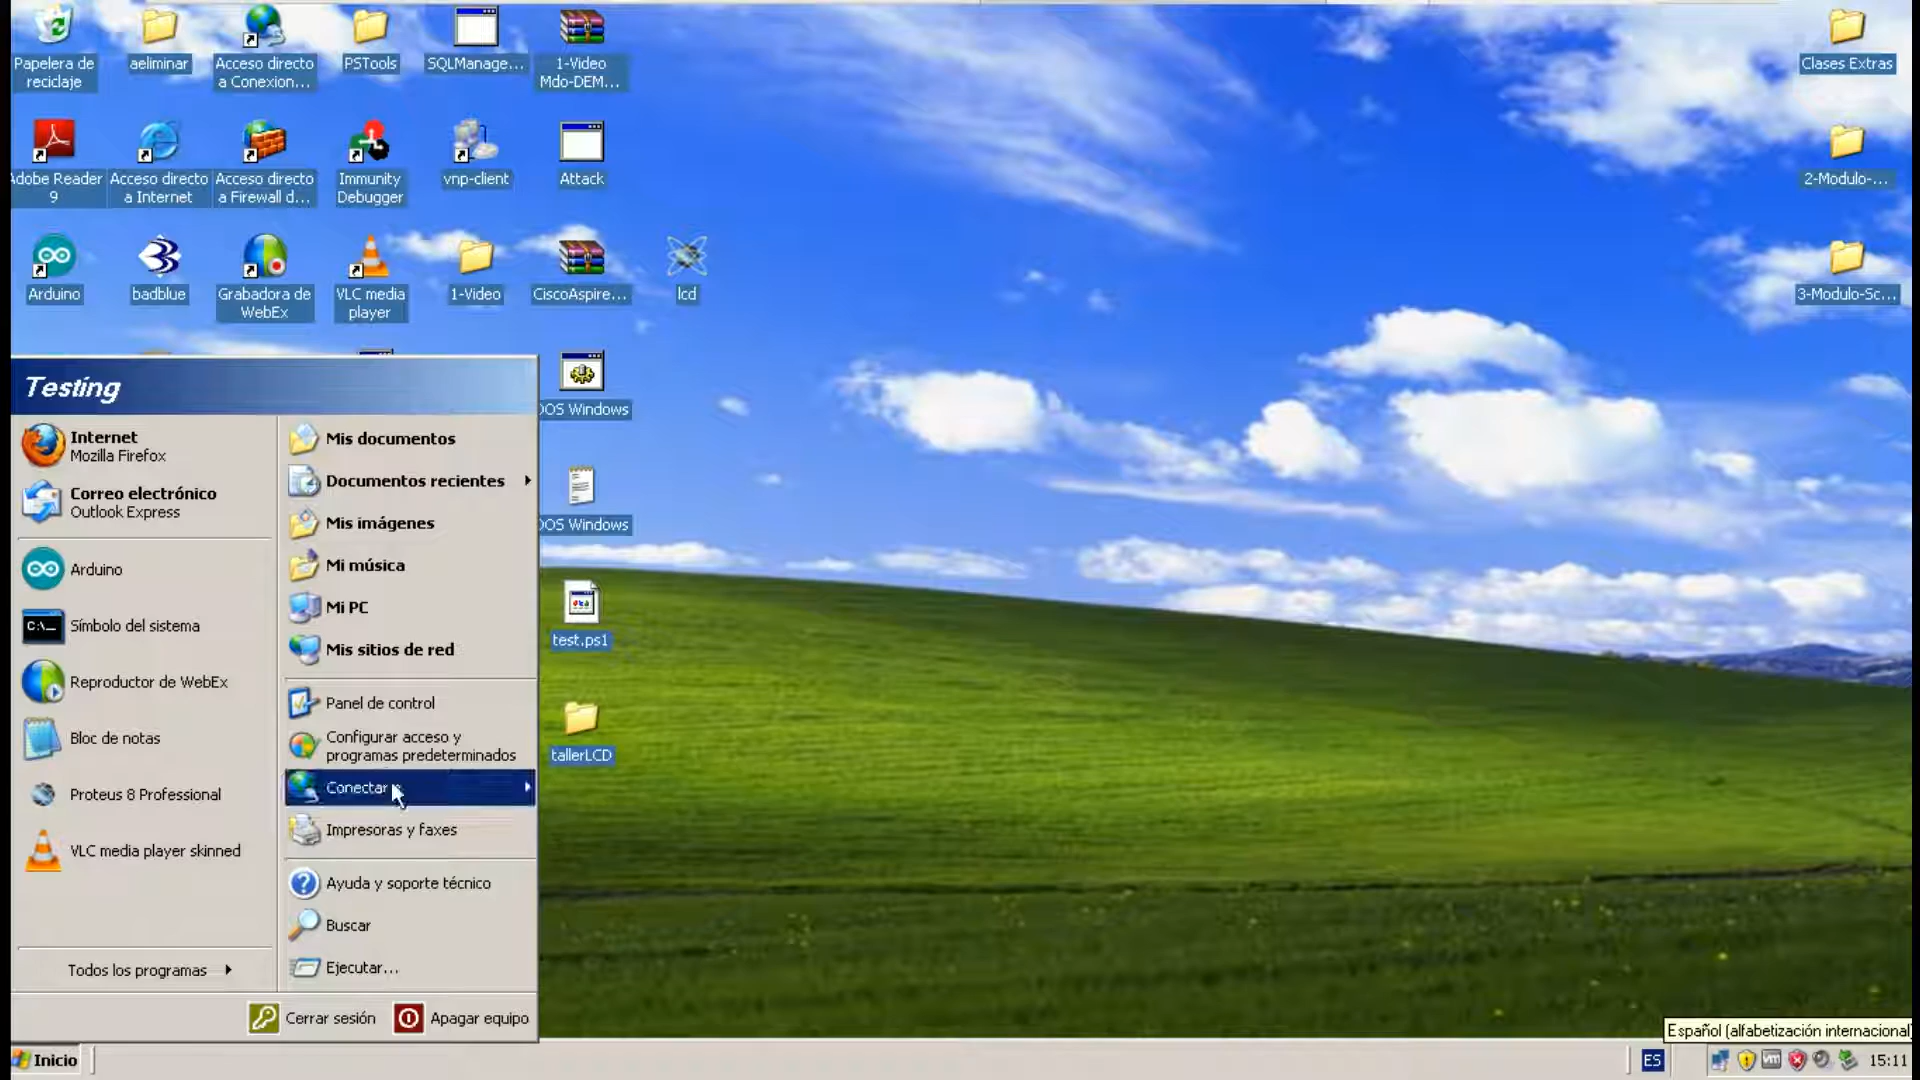 Papelera de
reciclaje
aeliminar
Acceso directo
a Conexion...
PSTools
SQLManage...
1-Video
Mdo-DEM...
Clases Extras
Adobe Reader
9
Acceso directo
a Internet
Acceso directo
a Firewall d...
Immunity
Debugger
vnp-client
Attack
2-Modulo-...
Arduino
badblue
Grabadora de
WebEx
VLC media
player
1-Video
CiscoAspire...
lcd
3-Modulo-Sc...
DOS Windows
DOS Windows
test.ps1
tallerLCD
Testing
Internet
Mozilla Firefox
Correo electrónico
Outlook Express
Arduino
C:\_
Símbolo del sistema
Reproductor de WebEx
Bloc de notas
Proteus 8 Professional
VLC media player skinned
Todos los programas
Mis documentos
Documentos recientes
Mis imágenes
Mi música
Mi PC
Mis sitios de red
Panel de control
Configurar acceso y
programas predeterminados
Conectar
Impresoras y faxes
Ayuda y soporte técnico
Buscar
Ejecutar...
Cerrar sesión
Apagar equipo
Español (alfabetización internacional)
Inicio
ES
15:11